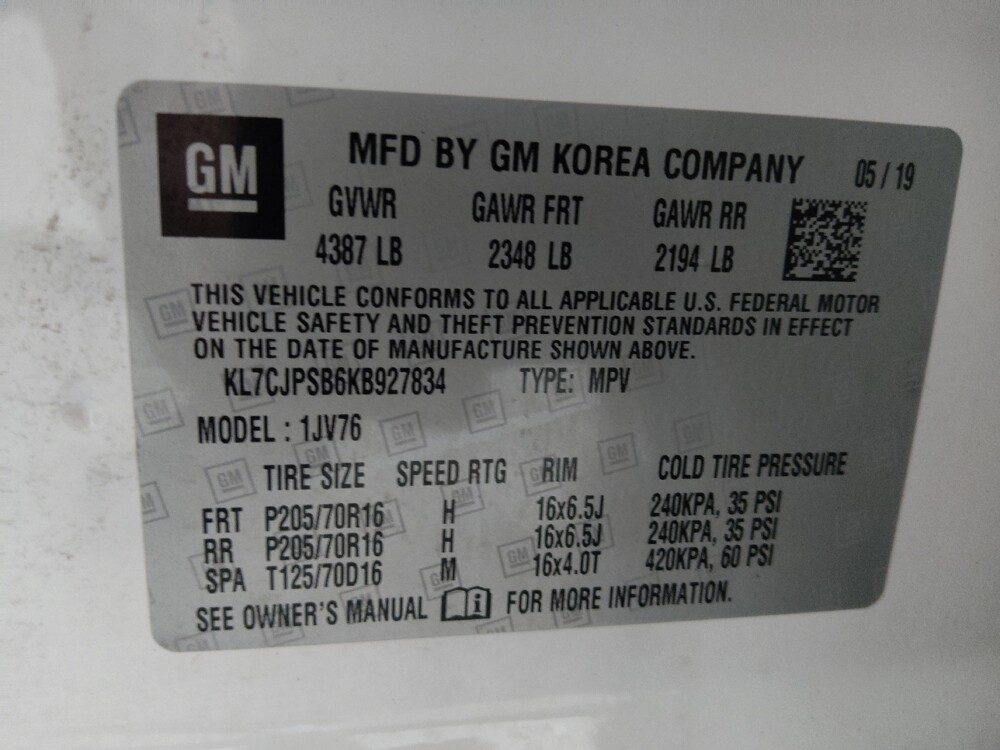 GM
MFD BY GM KOREA COMPANY 05 / 19
GVWR GAWR FRT GAWR RR
4387 LB 2348 LB 2194 LB
THIS VEHICLE CONFORMS TO ALL APPLICABLE U.S. FEDERAL MOTOR
VEHICLE SAFETY AND THEFT PREVENTION STANDARDS IN EFFECT
ON THE DATE OF MANUFACTURE SHOWN ABOVE.
KL7CJPSB6KB927834 TYPE: MPV
MODEL : 1JV76
TIRE SIZE SPEED RTG RIM COLD TIRE PRESSURE
FRT P205/70R16 H 16x6.5J 240KPA, 35 PSI
RR P205/70R16 H 16x6.5J 240KPA, 35 PSI
SPA T125/70D16 M 16x4.0T 420KPA, 60 PSI
SEE OWNER'S MANUAL i FOR MORE INFORMATION.